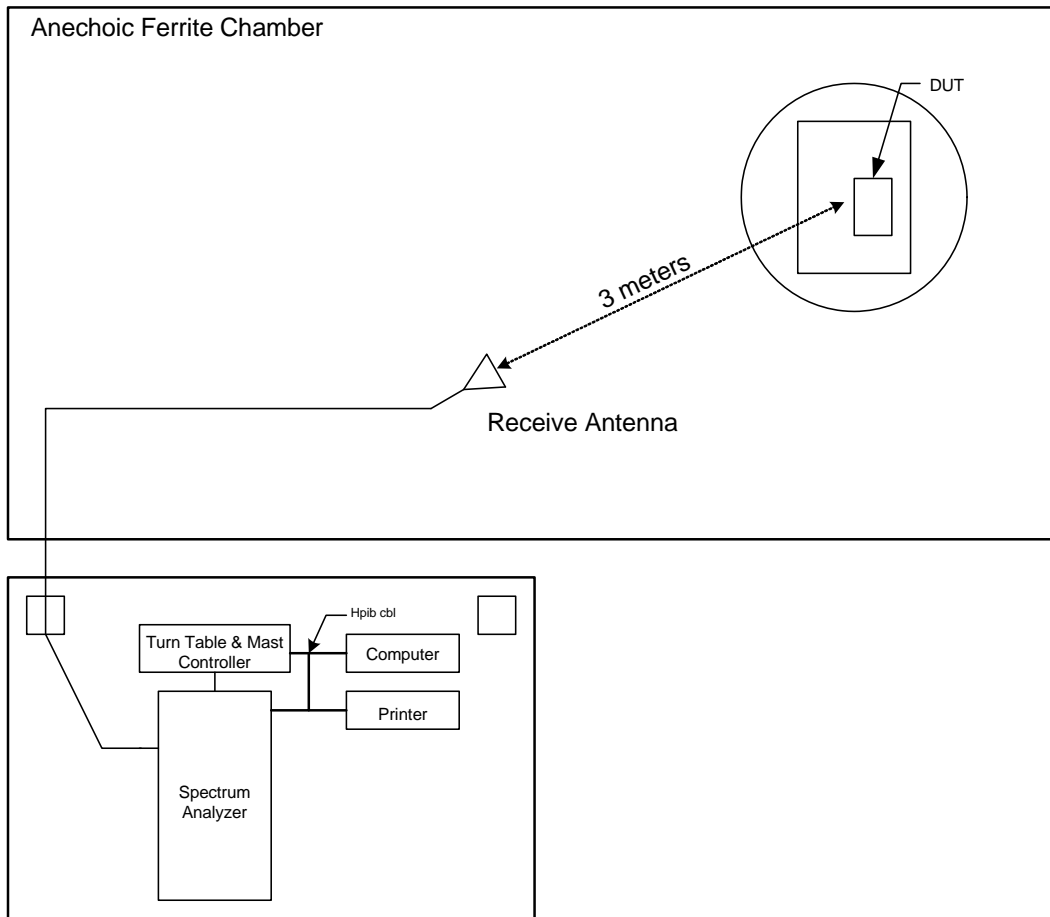 Anechoic Ferrite Chamber
DUT
3 meters
Receive Antenna
Hpib cbl
Turn Table & Mast
Controller
Computer
Printer
Spectrum
Analyzer